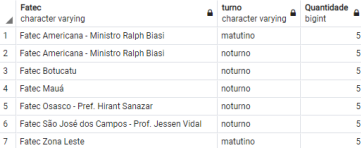 Fatec turno Quantidade
character varying character varying bigint
1 Fatec Americana - Ministro Ralph Biasi matutino 5
2 Fatec Americana - Ministro Ralph Biasi noturno 5
3 Fatec Botucatu noturno 5
4 Fatec Mauá noturno 5
5 Fatec Osasco - Pref. Hirant Sanazar noturno 5
6 Fatec São José dos Campos - Prof. Jessen Vidal noturno 5
7 Fatec Zona Leste matutino 5